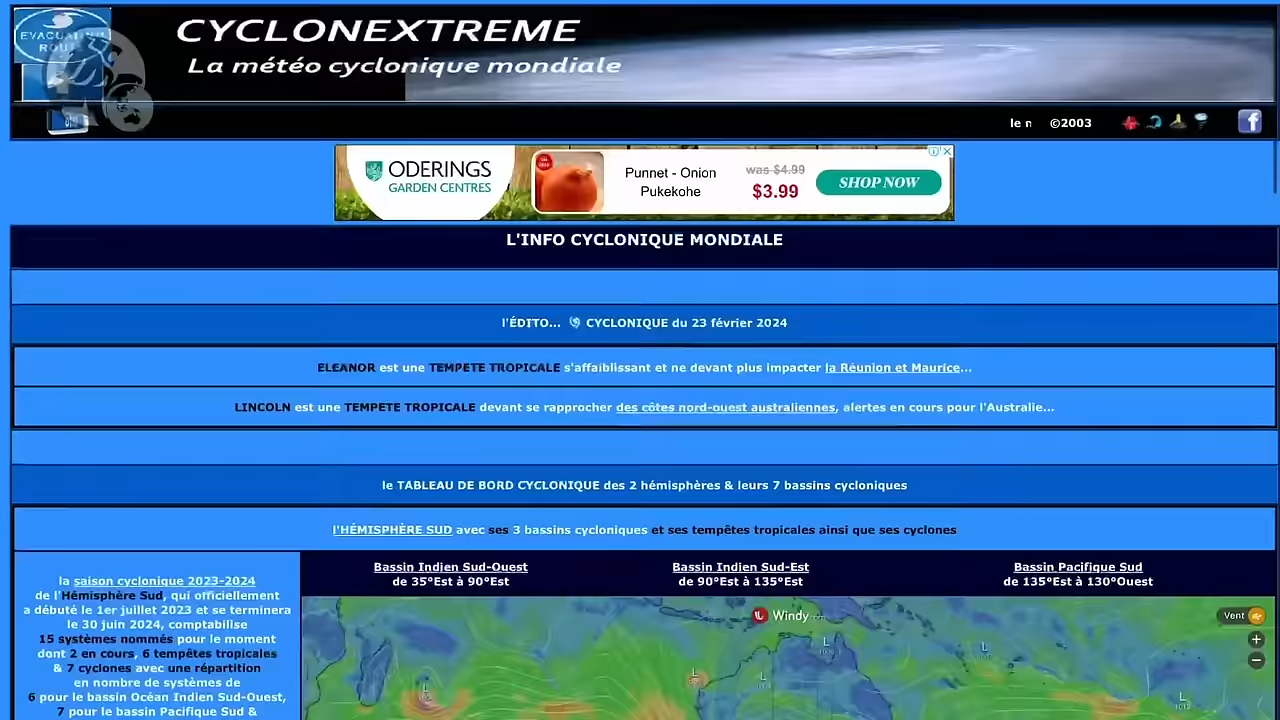 EVACUATION
ROUTE
CYCLONEXTREME
La météo cyclonique mondiale
le n ©2003
ODERINGS
GARDEN CENTRES
Punnet - Onion
Pukekohe
was $4.99
$3.99
SHOP NOW
L'INFO CYCLONIQUE MONDIALE
l'ÉDITO... CYCLONIQUE du 23 février 2024
ELEANOR est une TEMPETE TROPICALE s'affaiblissant et ne devant plus impacter la Réunion et Maurice...
LINCOLN est une TEMPETE TROPICALE devant se rapprocher des côtes nord-ouest australiennes, alertes en cours pour l'Australie...
le TABLEAU DE BORD CYCLONIQUE des 2 hémisphères & leurs 7 bassins cycloniques
l'HÉMISPHÈRE SUD avec ses 3 bassins cycloniques et ses tempêtes tropicales ainsi que ses cyclones
la saison cyclonique 2023-2024
de l'Hémisphère Sud, qui officiellement
a débuté le 1er juillet 2023 et se terminera
le 30 juin 2024, comptabilise
15 systèmes nommés pour le moment
dont 2 en cours, 6 tempêtes tropicales
& 7 cyclones avec une répartition
en nombre de systèmes de
6 pour le bassin Océan Indien Sud-Ouest,
7 pour le bassin Pacifique Sud &
Bassin Indien Sud-Ouest
de 35°Est à 90°Est
Bassin Indien Sud-Est
de 90°Est à 135°Est
Bassin Pacifique Sud
de 135°Est à 130°Ouest
Windy
Vent
+
−
L
L
L
L
L
L